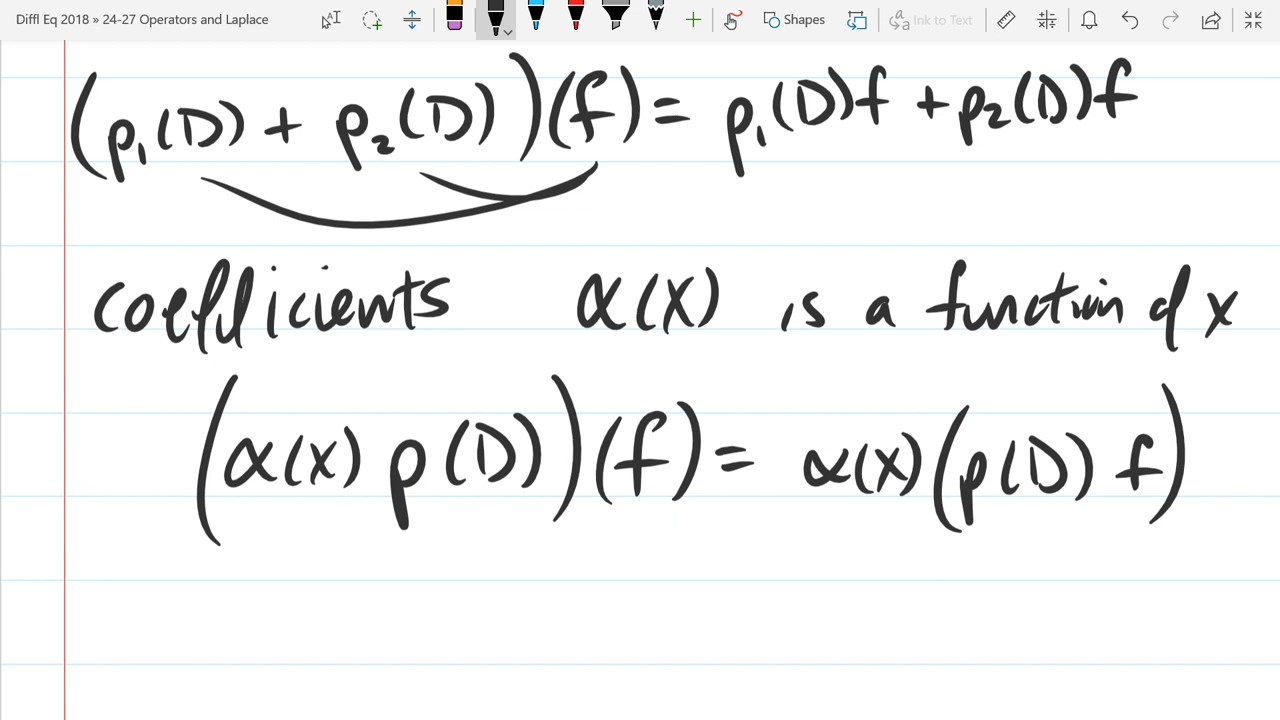 Diffl Eq 2018 » 24-27 Operators and Laplace
Shapes
Ink to Text
(p₁(D) + p₂(D))(f) = p₁(D)f + p₂(D)f
coefficients α(x) is a function of x
(α(x) p(D))(f) = α(x)(p(D) f)